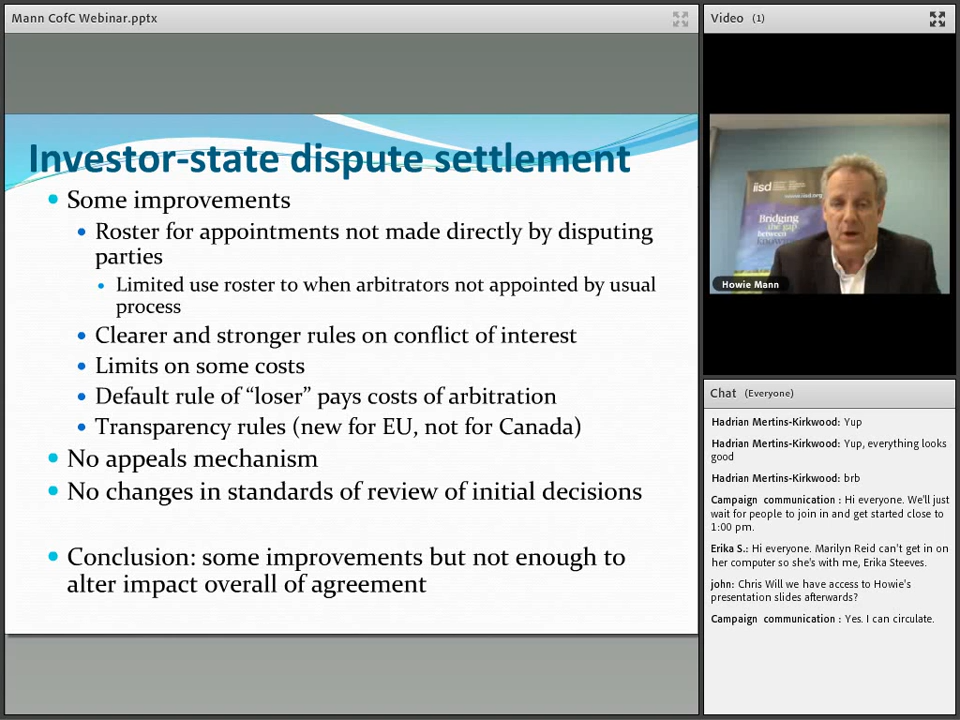 Mann CofC Webinar.pptx
Investor-state dispute settlement
Some improvements
Roster for appointments not made directly by disputing
parties
Limited use roster to when arbitrators not appointed by usual
process
Clearer and stronger rules on conflict of interest
Limits on some costs
Default rule of “loser” pays costs of arbitration
Transparency rules (new for EU, not for Canada)
No appeals mechanism
No changes in standards of review of initial decisions
Conclusion: some improvements but not enough to
alter impact overall of agreement
Video (1)
iisd
www.iisd.org
Bridging
the gap
between
Howie Mann
Chat (Everyone)
Hadrian Mertins-Kirkwood: Yup
Hadrian Mertins-Kirkwood: Yup, everything looks
good
Hadrian Mertins-Kirkwood: brb
Campaign communication : Hi everyone. We'll just
wait for people to join in and get started close to
1:00 pm.
Erika S.: Hi everyone. Marilyn Reid can't get in on
her computer so she's with me, Erika Steeves.
john: Chris Will we have access to Howie's
presentation slides afterwards?
Campaign communication : Yes. I can circulate.